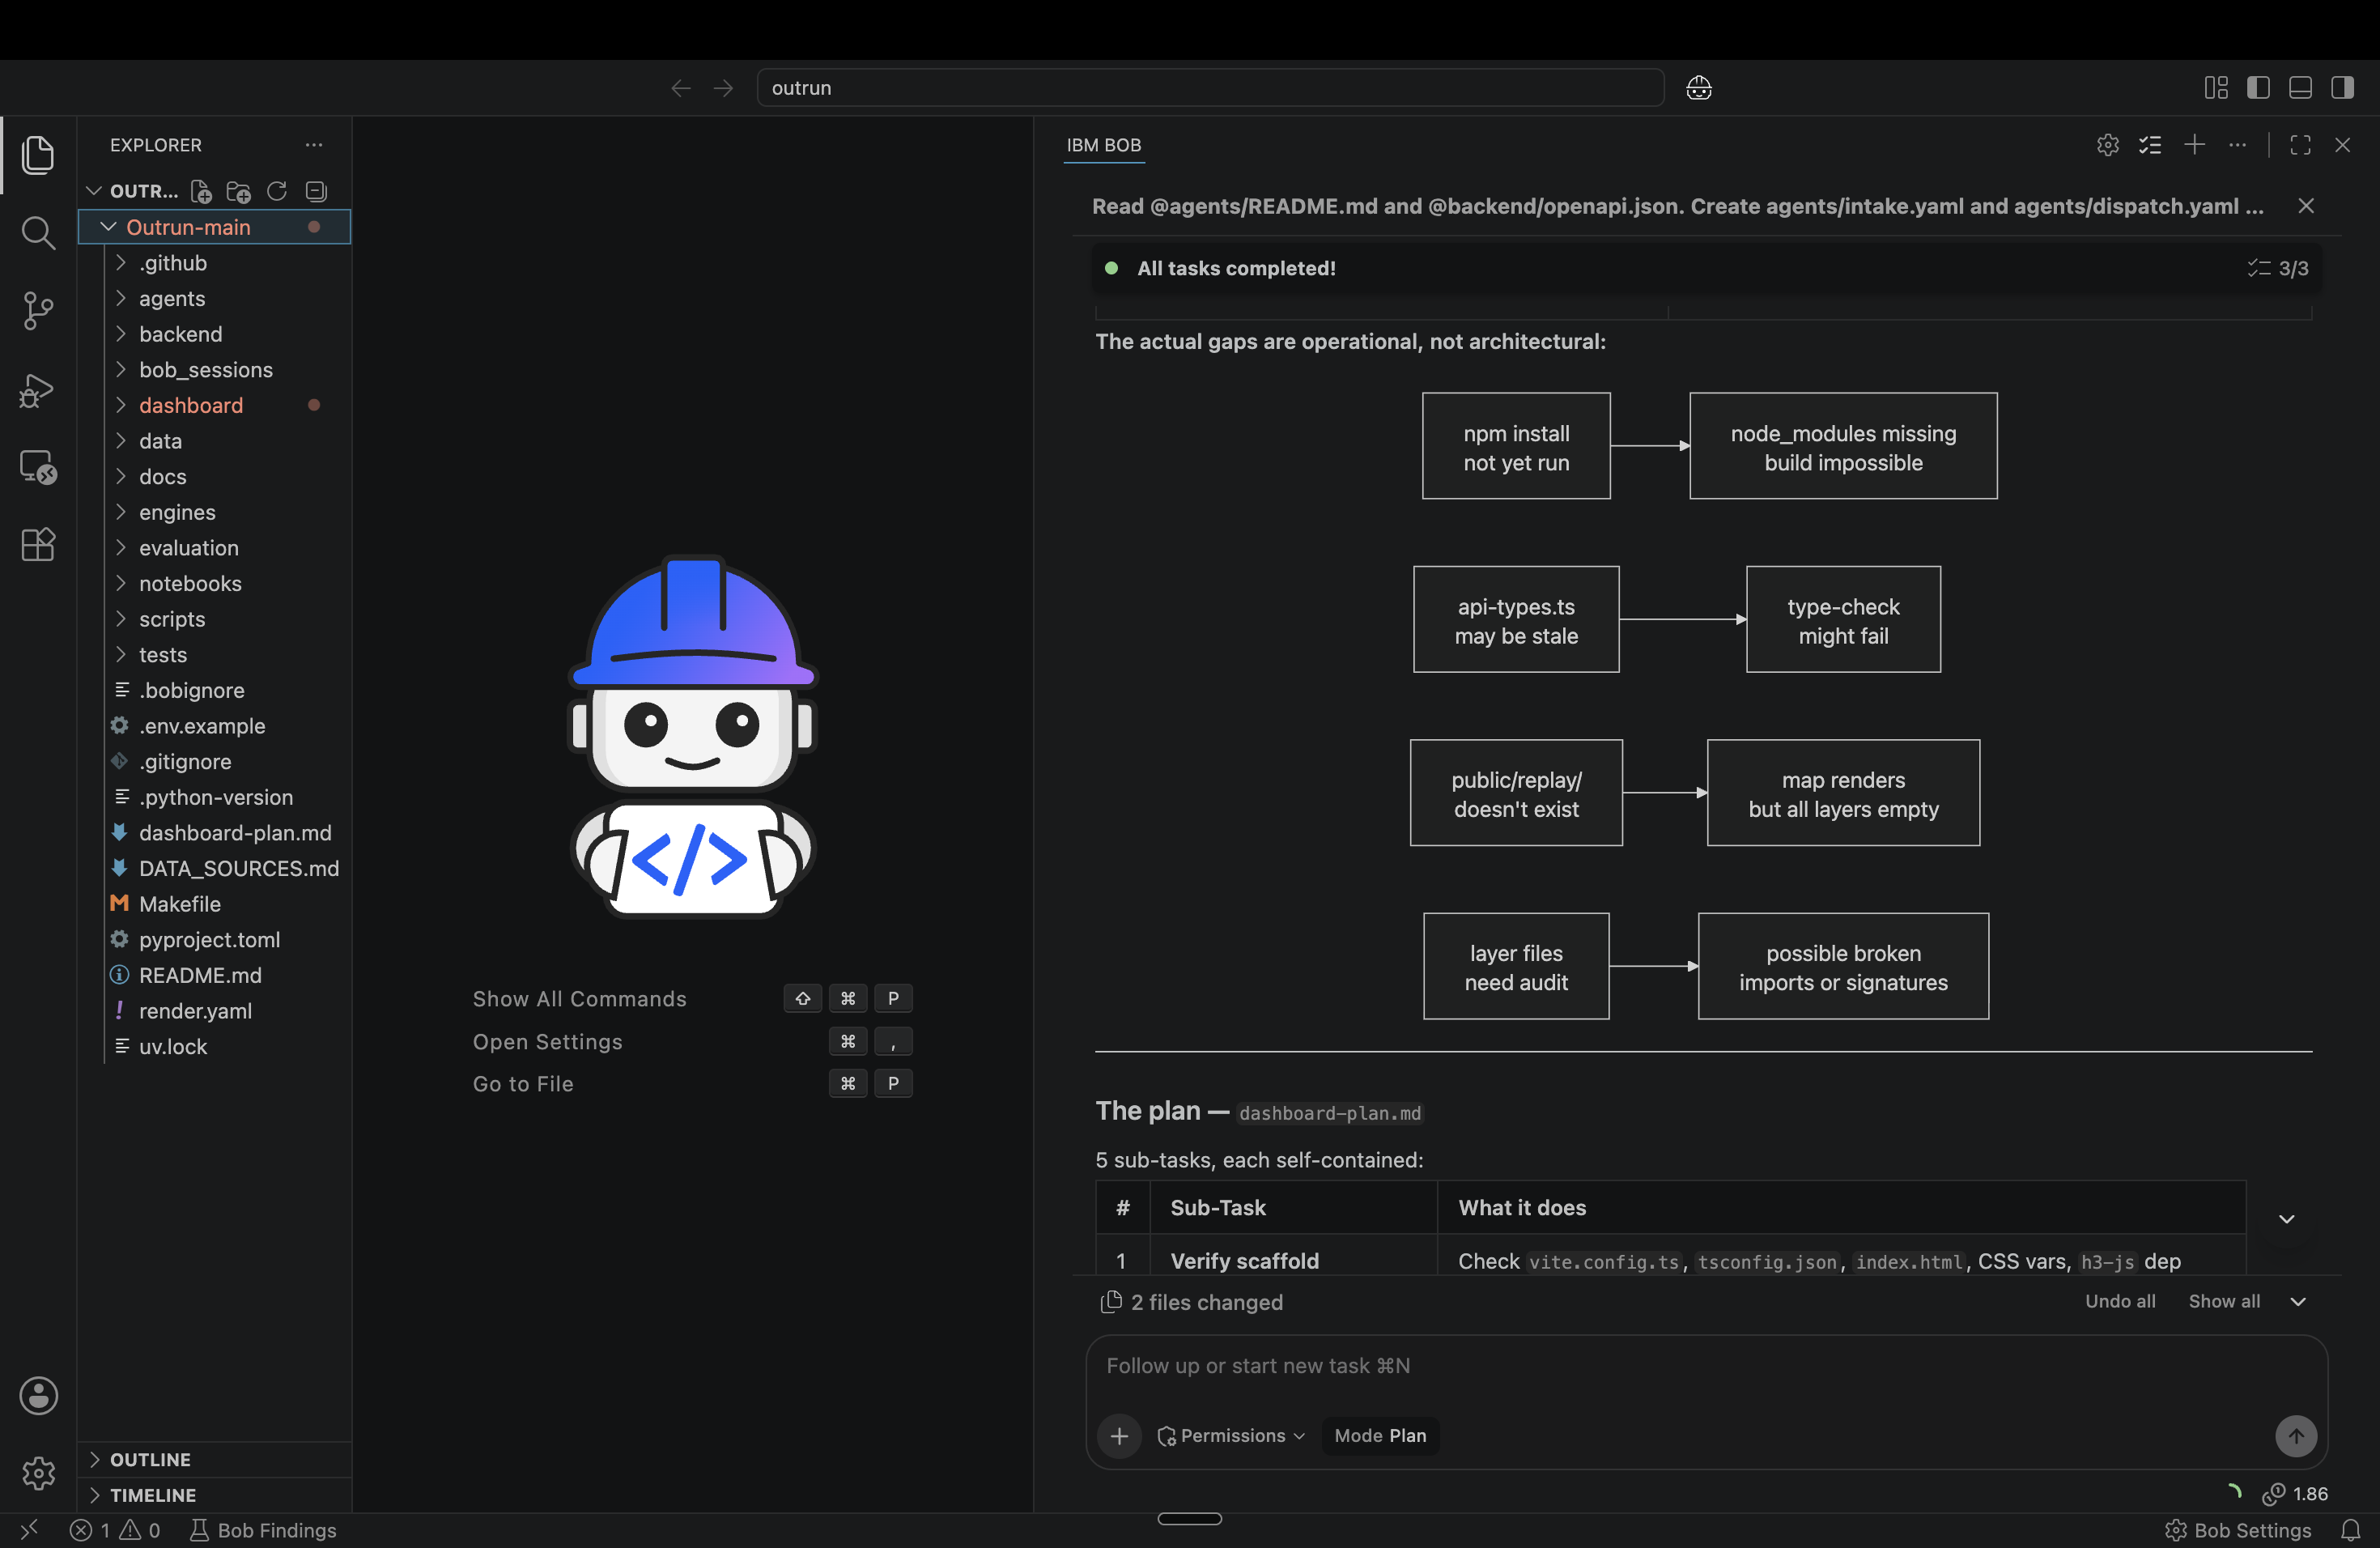 outrun
EXPLORER
OUTR...
Outrun-main
.github
agents
backend
bob_sessions
dashboard
data
docs
engines
evaluation
notebooks
scripts
tests
.bobignore
.env.example
.gitignore
.python-version
dashboard-plan.md
DATA_SOURCES.md
Makefile
pyproject.toml
README.md
render.yaml
uv.lock
OUTLINE
TIMELINE
</>
Show All Commands ⇧ ⌘ P
Open Settings ⌘ ,
Go to File ⌘ P
IBM BOB
Read @agents/README.md and @backend/openapi.json. Create agents/intake.yaml and agents/dispatch.yaml ...
All tasks completed! 3/3
The actual gaps are operational, not architectural:
npm install
not yet run
node_modules missing
build impossible
api-types.ts
may be stale
type-check
might fail
public/replay/
doesn't exist
map renders
but all layers empty
layer files
need audit
possible broken
imports or signatures
The plan — dashboard-plan.md
5 sub-tasks, each self-contained:
# Sub-Task What it does
1 Verify scaffold Check vite.config.ts, tsconfig.json, index.html, CSS vars, h3-js dep
2 files changed Undo all Show all
Follow up or start new task ⌘N
Permissions Mode Plan
1.86
1 0 Bob Findings Bob Settings